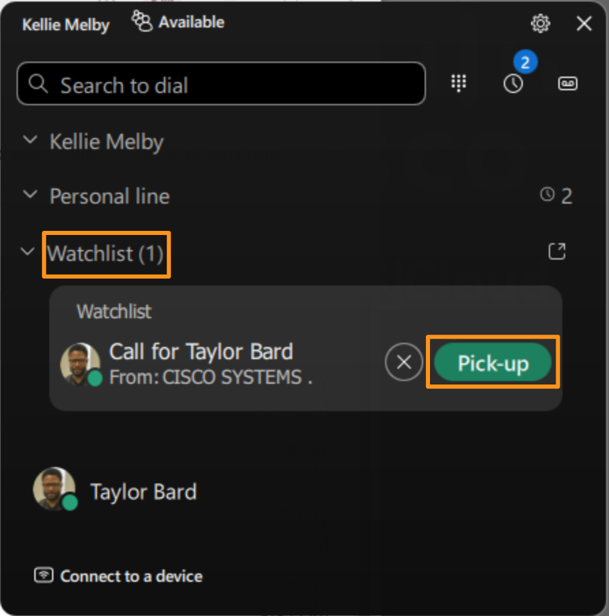 Kellie Melby Available
2
Search to dial
Kellie Melby
Personal line 2
Watchlist (1)
Watchlist
Call for Taylor Bard
From: CISCO SYSTEMS .
Pick-up
Taylor Bard
Connect to a device